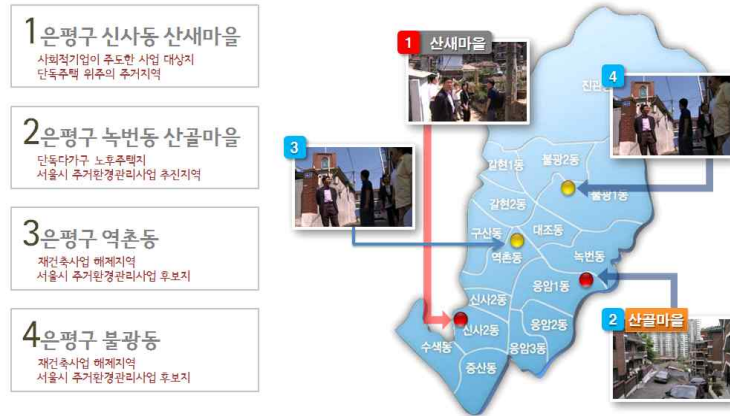 1 은평구 신사동 산새마을
사회적기업이 주도한 사업 대상지
단독주택 위주의 주거지역
2 은평구 녹번동 산골마을
단독다가구 노후주택지
서울시 주거환경관리사업 추진지역
3 은평구 역촌동
재건축사업 해제지역
서울시 주거환경관리사업 후보지
4 은평구 불광동
재건축사업 해제지역
서울시 주거환경관리사업 후보지
1 산새마을
4
3
갈현1동
불광2동
불광1동
갈현2동
구산동
대조동
역촌동
녹번동
응암1동
신사2동
2 산골마을
신사2동
응암2동
수색동
응암3동
증산동